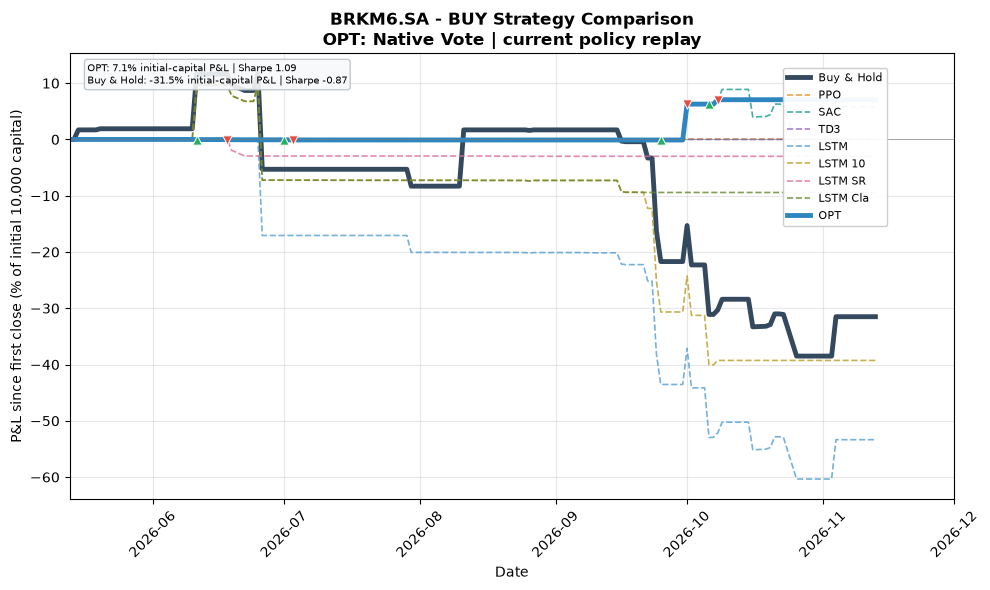 BRKM6.SA - BUY Strategy Comparison
OPT: Native Vote | current policy replay
OPT: 7.1% initial-capital P&L | Sharpe 1.09
Buy & Hold: -31.5% initial-capital P&L | Sharpe -0.87
Buy & Hold
PPO
SAC
TD3
LSTM
LSTM 10
LSTM SR
LSTM Cla
OPT
P&L since first close (% of initial 10,000 capital)
10
0
−10
−20
−30
−40
−50
−60
2026-06
2026-07
2026-08
2026-09
2026-10
2026-11
2026-12
Date